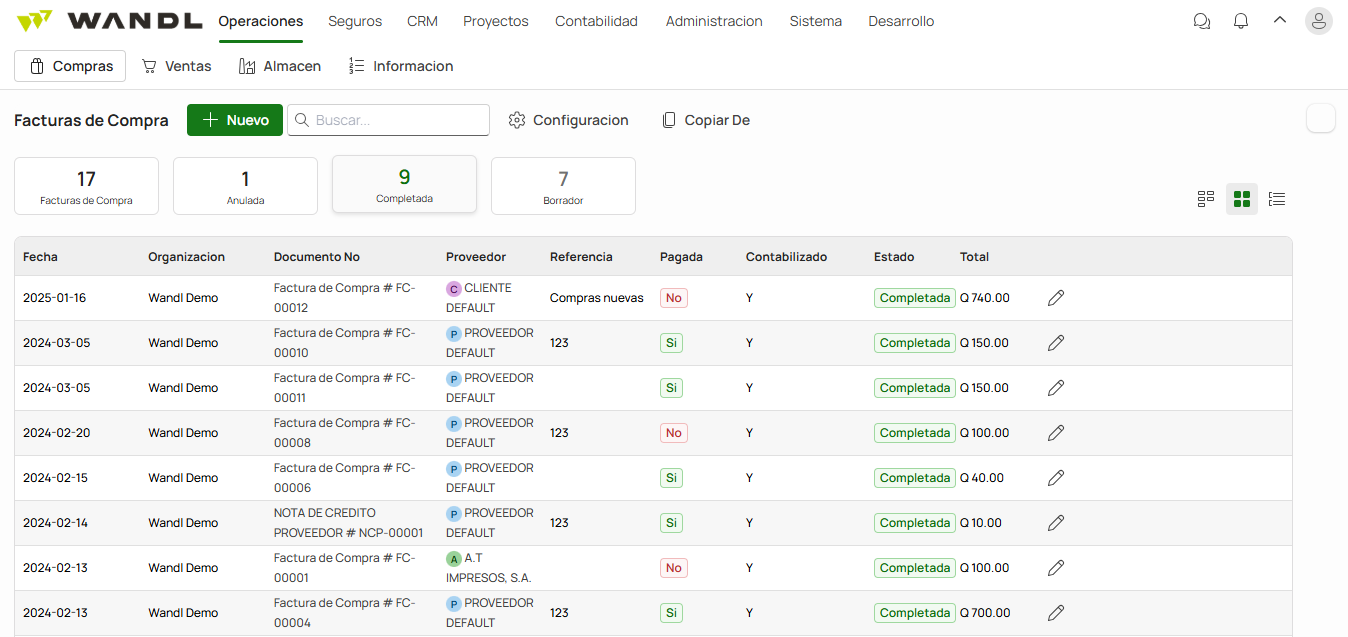 WANDL Operaciones Seguros CRM Proyectos Contabilidad Administracion Sistema Desarrollo
Compras Ventas Almacen Informacion
Facturas de Compra Nuevo Buscar... Configuracion Copiar De
17 1 9 7
Facturas de Compra Anulada Completada Borrador
Fecha Organizacion Documento No Proveedor Referencia Pagada Contabilizado Estado Total
2025-01-16 Wandl Demo Factura de Compra # FC-00012 C CLIENTE DEFAULT Compras nuevas No Y Completada Q 740.00
2024-03-05 Wandl Demo Factura de Compra # FC-00010 P PROVEEDOR DEFAULT 123 Si Y Completada Q 150.00
2024-03-05 Wandl Demo Factura de Compra # FC-00011 P PROVEEDOR DEFAULT Si Y Completada Q 150.00
2024-02-20 Wandl Demo Factura de Compra # FC-00008 P PROVEEDOR DEFAULT 123 No Y Completada Q 100.00
2024-02-15 Wandl Demo Factura de Compra # FC-00006 P PROVEEDOR DEFAULT Si Y Completada Q 40.00
2024-02-14 Wandl Demo NOTA DE CREDITO PROVEEDOR # NCP-00001 P PROVEEDOR DEFAULT 123 Si Y Completada Q 10.00
2024-02-13 Wandl Demo Factura de Compra # FC-00001 A A.T IMPRESOS, S.A. No Y Completada Q 100.00
2024-02-13 Wandl Demo Factura de Compra # FC-00004 P PROVEEDOR DEFAULT 123 Si Y Completada Q 700.00